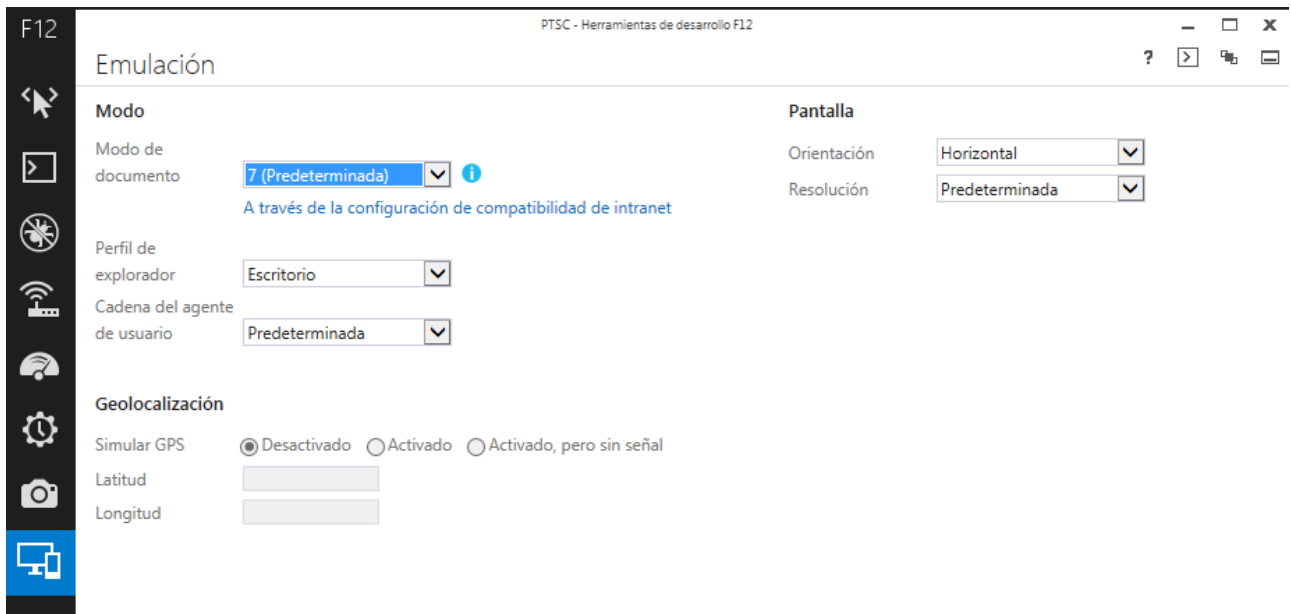 F12
PTSC - Herramientas de desarrollo F12
Emulación
?
Modo
Modo de
documento
7 (Predeterminada)
A través de la configuración de compatibilidad de intranet
Perfil de
explorador
Escritorio
Cadena del agente
de usuario
Predeterminada
Pantalla
Orientación
Horizontal
Resolución
Predeterminada
Geolocalización
Simular GPS
Desactivado Activado Activado, pero sin señal
Latitud
Longitud